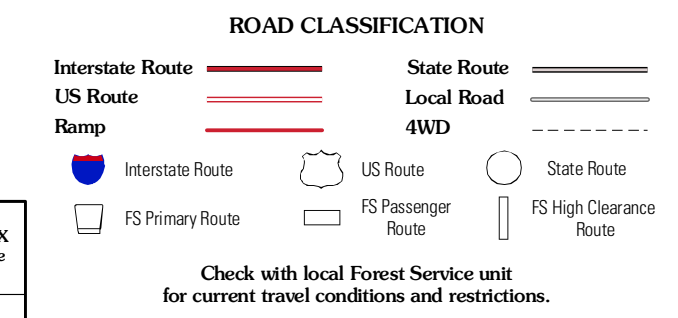 ROAD CLASSIFICATION
Interstate Route
State Route
US Route
Local Road
Ramp
4WD
Interstate Route
US Route
State Route
FS Primary Route
FS Passenger
Route
FS High Clearance
Route
X
e
Check with local Forest Service unit
for current travel conditions and restrictions.